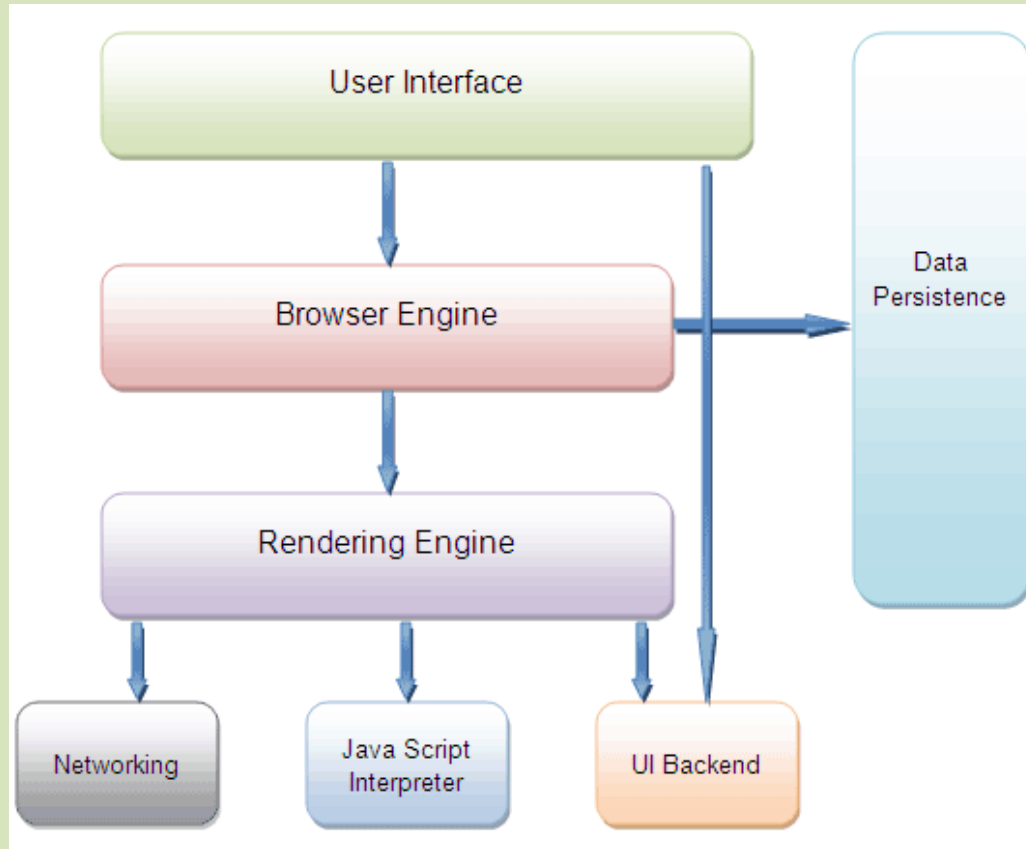 User Interface
Data
Persistence
Browser Engine
Rendering Engine
Networking
Java Script
Interpreter
UI Backend